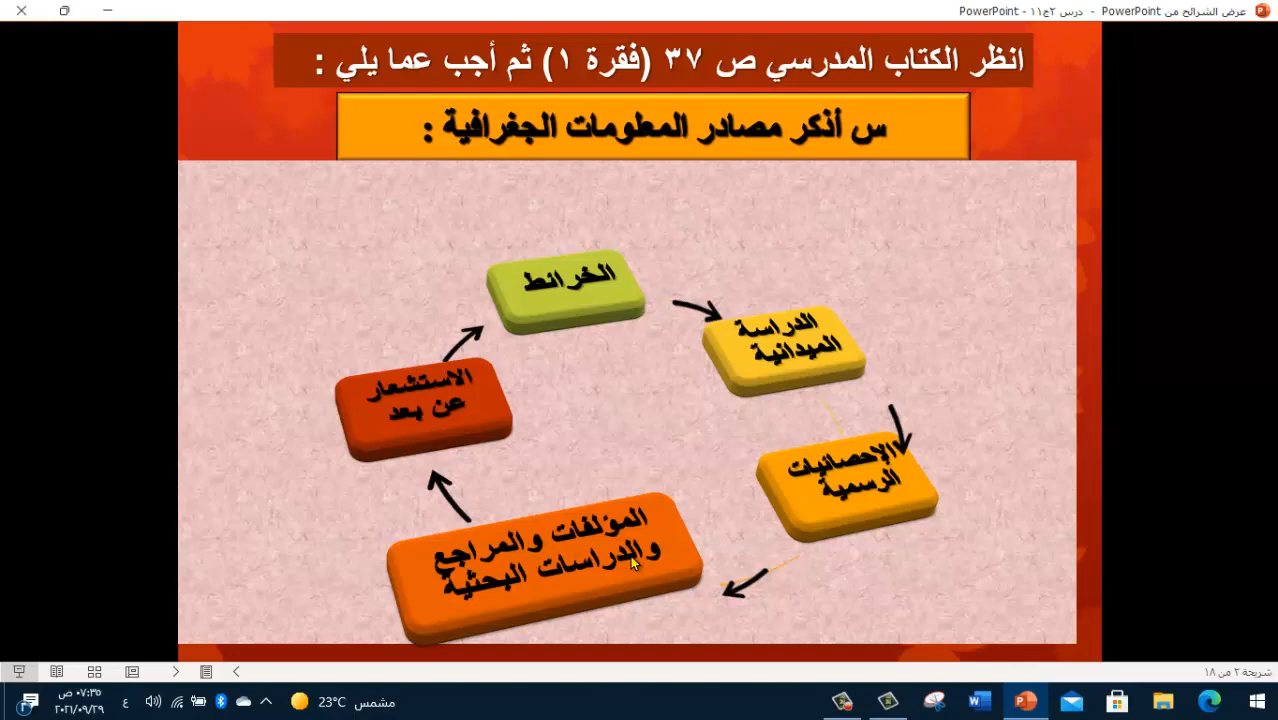 عرض الشرائح من PowerPoint - درس ٢ج١١ - PowerPoint
انظر الكتاب المدرسي ص ٣٧ (فقرة ١) ثم أجب عما يلي :
س أذكر مصادر المعلومات الجغرافية :
الخرائط
الدراسة
الميدانية
الإحصائيات
الرسمية
المؤلفات والمراجع
والدراسات البحثية
الاستشعار
عن بعد
شريحة ٢ من ١٨
٠٧:٣٥ ص
٢٠٢١/٠٩/٢٩
ع
23°C مشمس